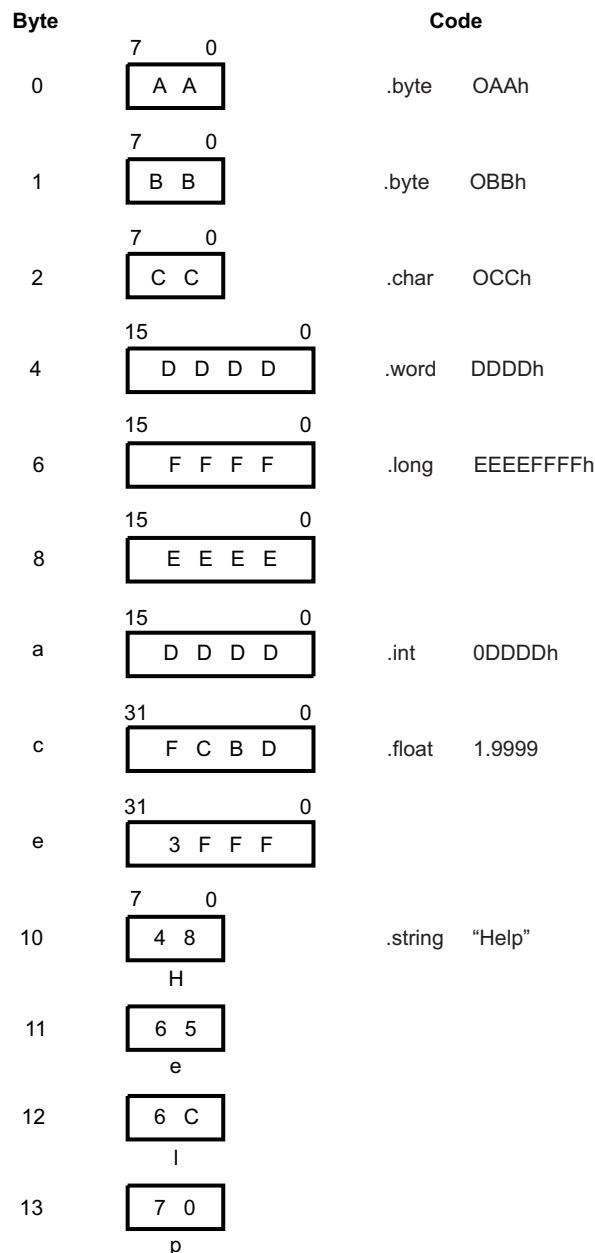 Byte Code
7 0
0 A A .byte OAAh
7 0
1 B B .byte OBBh
7 0
2 C C .char OCCh
15 0
4 D D D D .word DDDDh
15 0
6 F F F F .long EEEEFFFFh
15 0
8 E E E E
15 0
a D D D D .int 0DDDDh
31 0
c F C B D .float 1.9999
31 0
e 3 F F F
7 0
10 4 8 .string “Help”
H
11 6 5
e
12 6 C
l
13 7 0
p